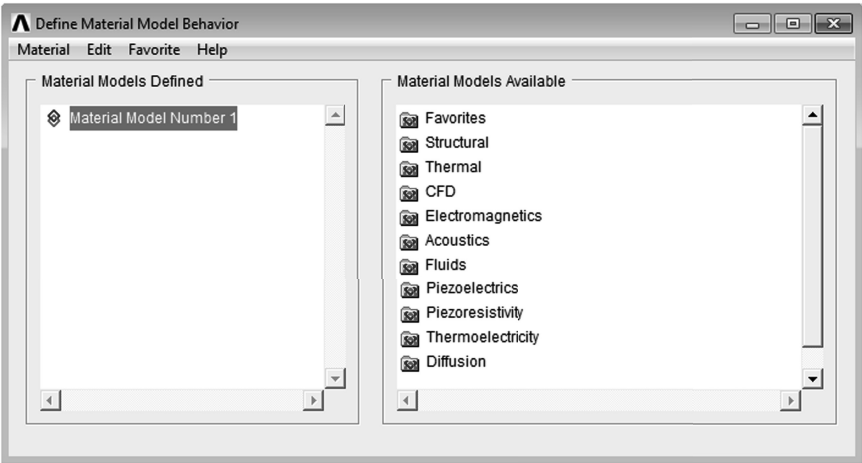 Define Material Model Behavior
Material Edit Favorite Help
Material Models Defined
Material Model Number 1
Material Models Available
Favorites
Structural
Thermal
CFD
Electromagnetics
Acoustics
Fluids
Piezoelectrics
Piezoresistivity
Thermoelectricity
Diffusion